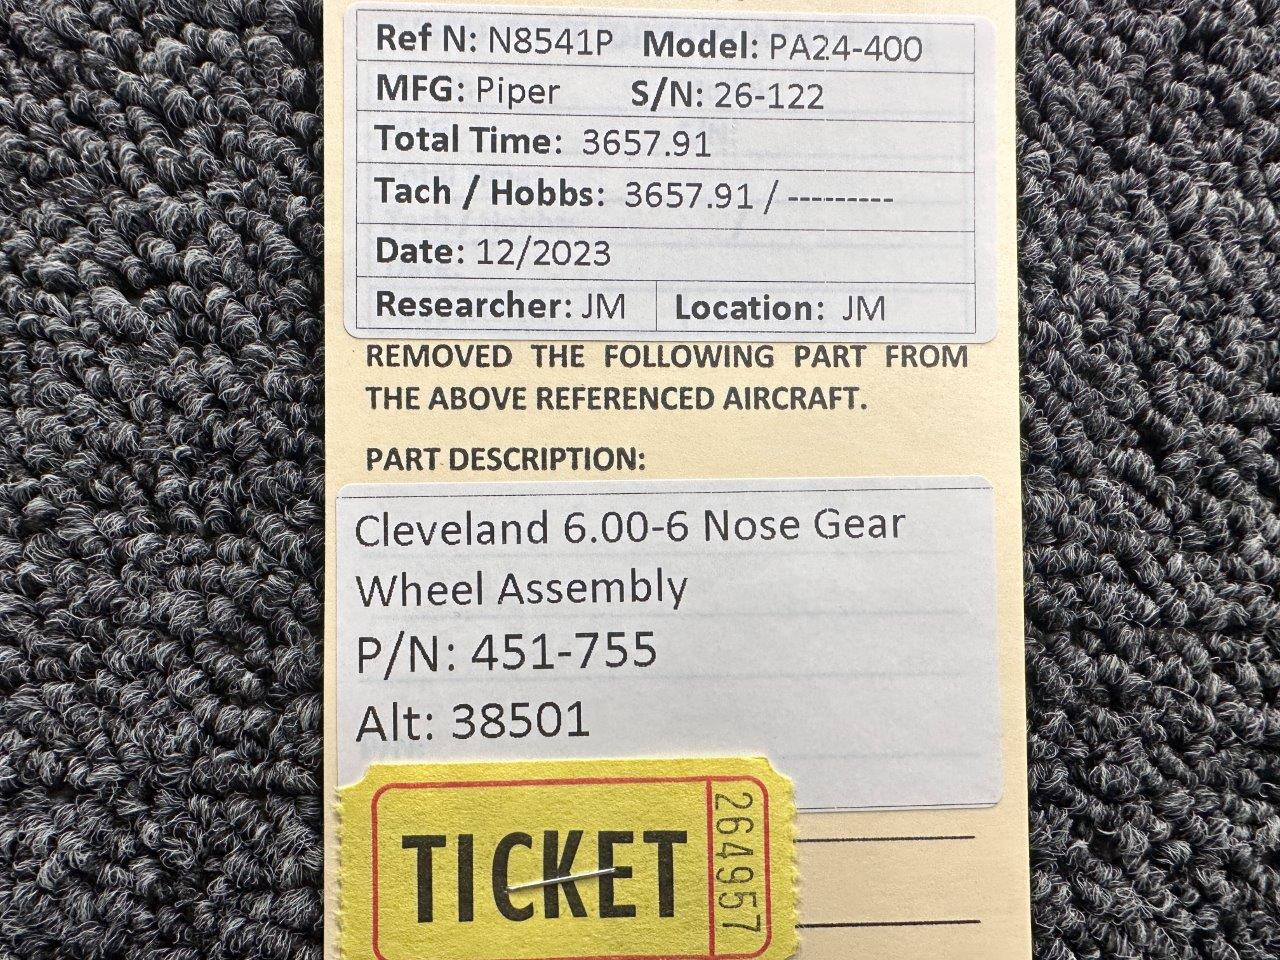 Ref N: N8541P Model: PA24-400
MFG: Piper S/N: 26-122
Total Time: 3657.91
Tach / Hobbs: 3657.91 / ---------
Date: 12/2023
Researcher: JM Location: JM
REMOVED THE FOLLOWING PART FROM
THE ABOVE REFERENCED AIRCRAFT.
PART DESCRIPTION:
Cleveland 6.00-6 Nose Gear
Wheel Assembly
P/N: 451-755
Alt: 38501
TICKET
264957